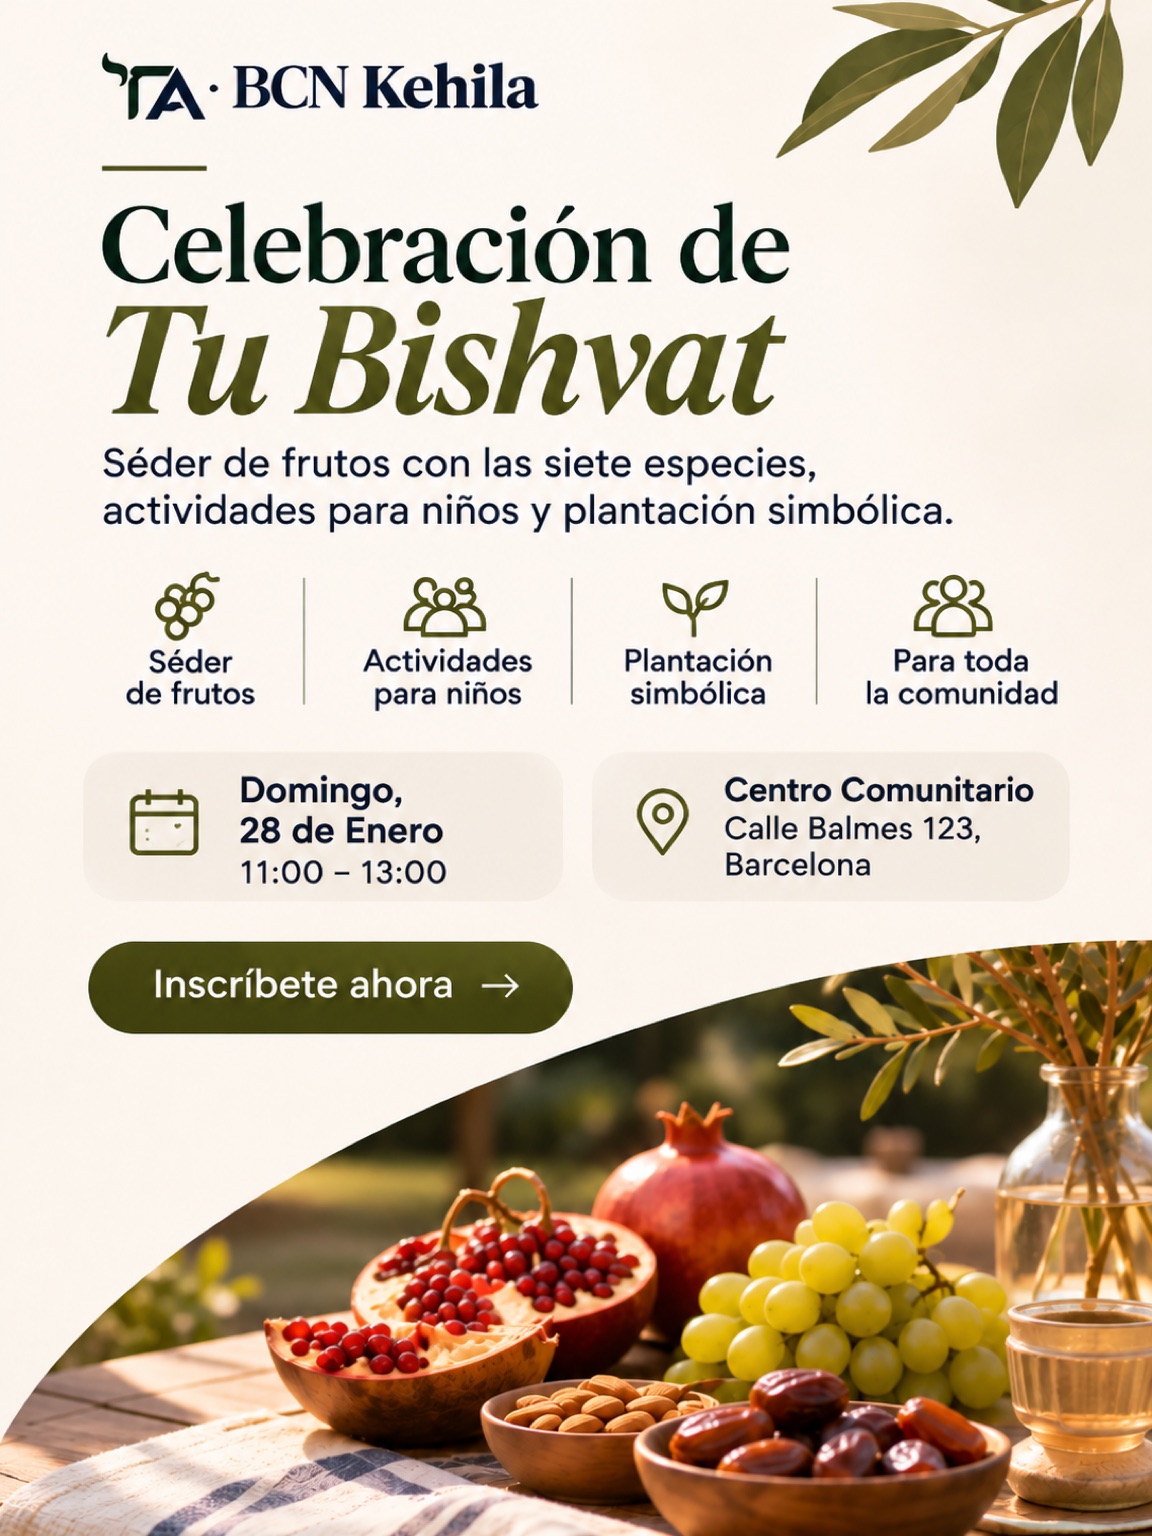 BCN Kehila
Celebración de
Tu Bishvat
Séder de frutos con las siete especies,
actividades para niños y plantación simbólica.
Séder
de frutos
Actividades
para niños
Plantación
simbólica
Para toda
la comunidad
Domingo,
28 de Enero
11:00 – 13:00
Centro Comunitario
Calle Balmes 123,
Barcelona
Inscríbete ahora →